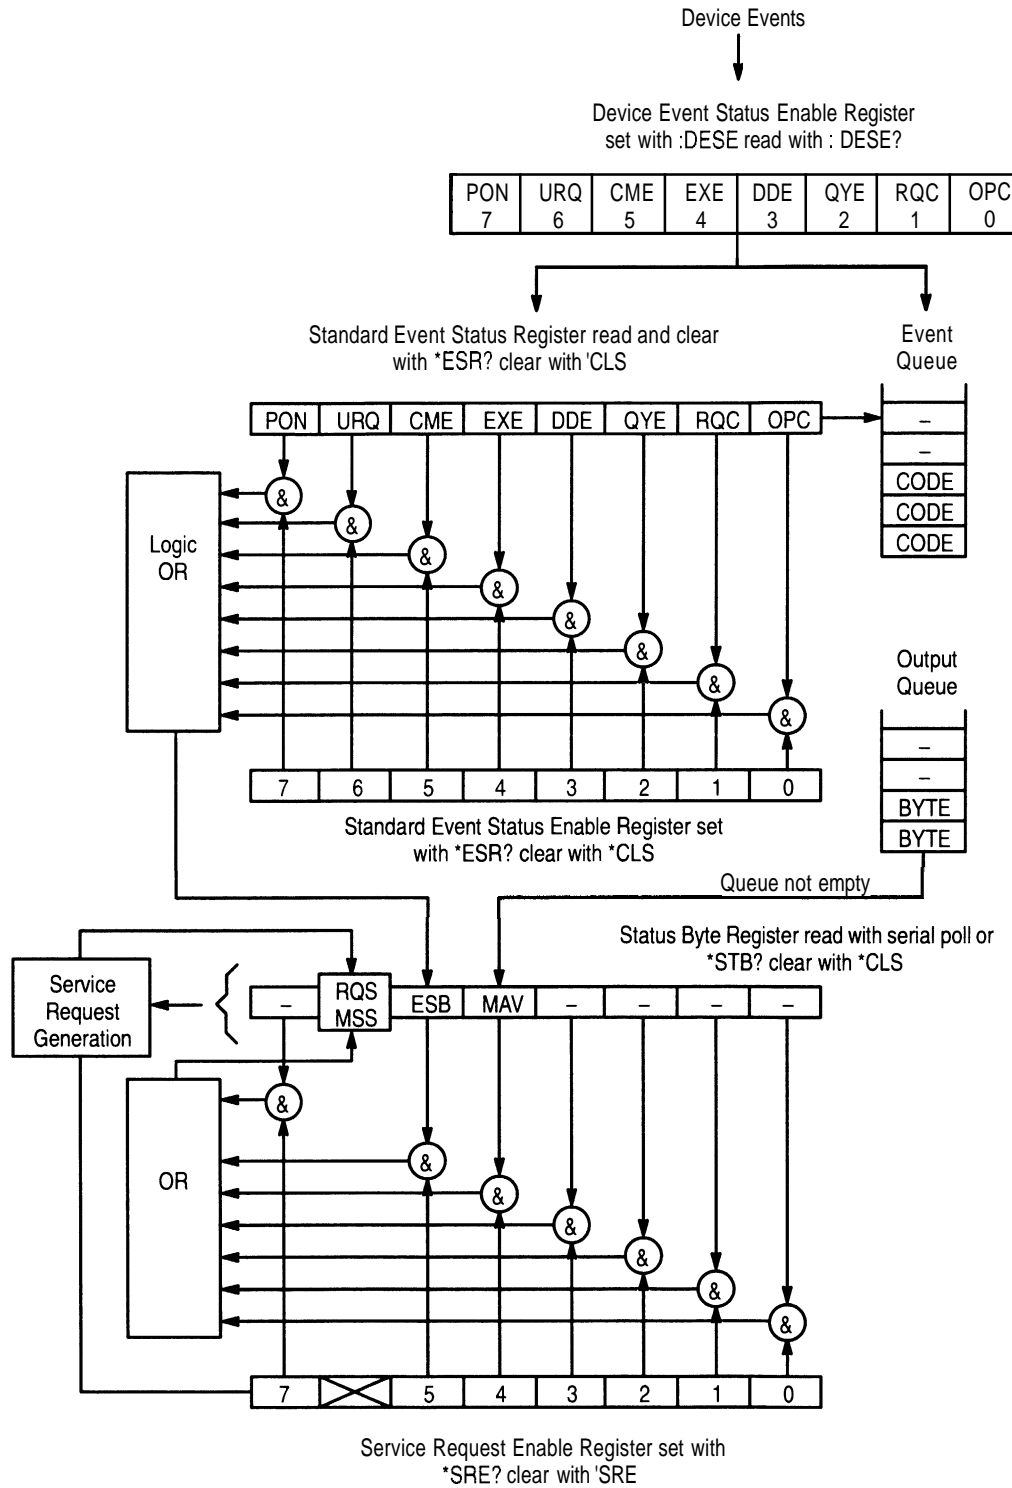 Device Events
Device Event Status Enable Register
set with :DESE read with : DESE?
PON URQ CME EXE DDE QYE RQC OPC
7 6 5 4 3 2 1 0
Standard Event Status Register read and clear
with *ESR? clear with 'CLS
Event
Queue
PON URQ CME EXE DDE QYE RQC OPC
–
–
CODE
CODE
CODE
Logic
OR
&
&
&
&
&
&
&
&
7 6 5 4 3 2 1 0
Standard Event Status Enable Register set
with *ESR? clear with *CLS
Output
Queue
–
–
BYTE
BYTE
Queue not empty
Status Byte Register read with serial poll or
*STB? clear with *CLS
Service
Request
Generation
– RQS ESB MAV – – – –
MSS
OR
&
&
&
&
&
&
&
7 5 4 3 2 1 0
Service Request Enable Register set with
*SRE? clear with 'SRE